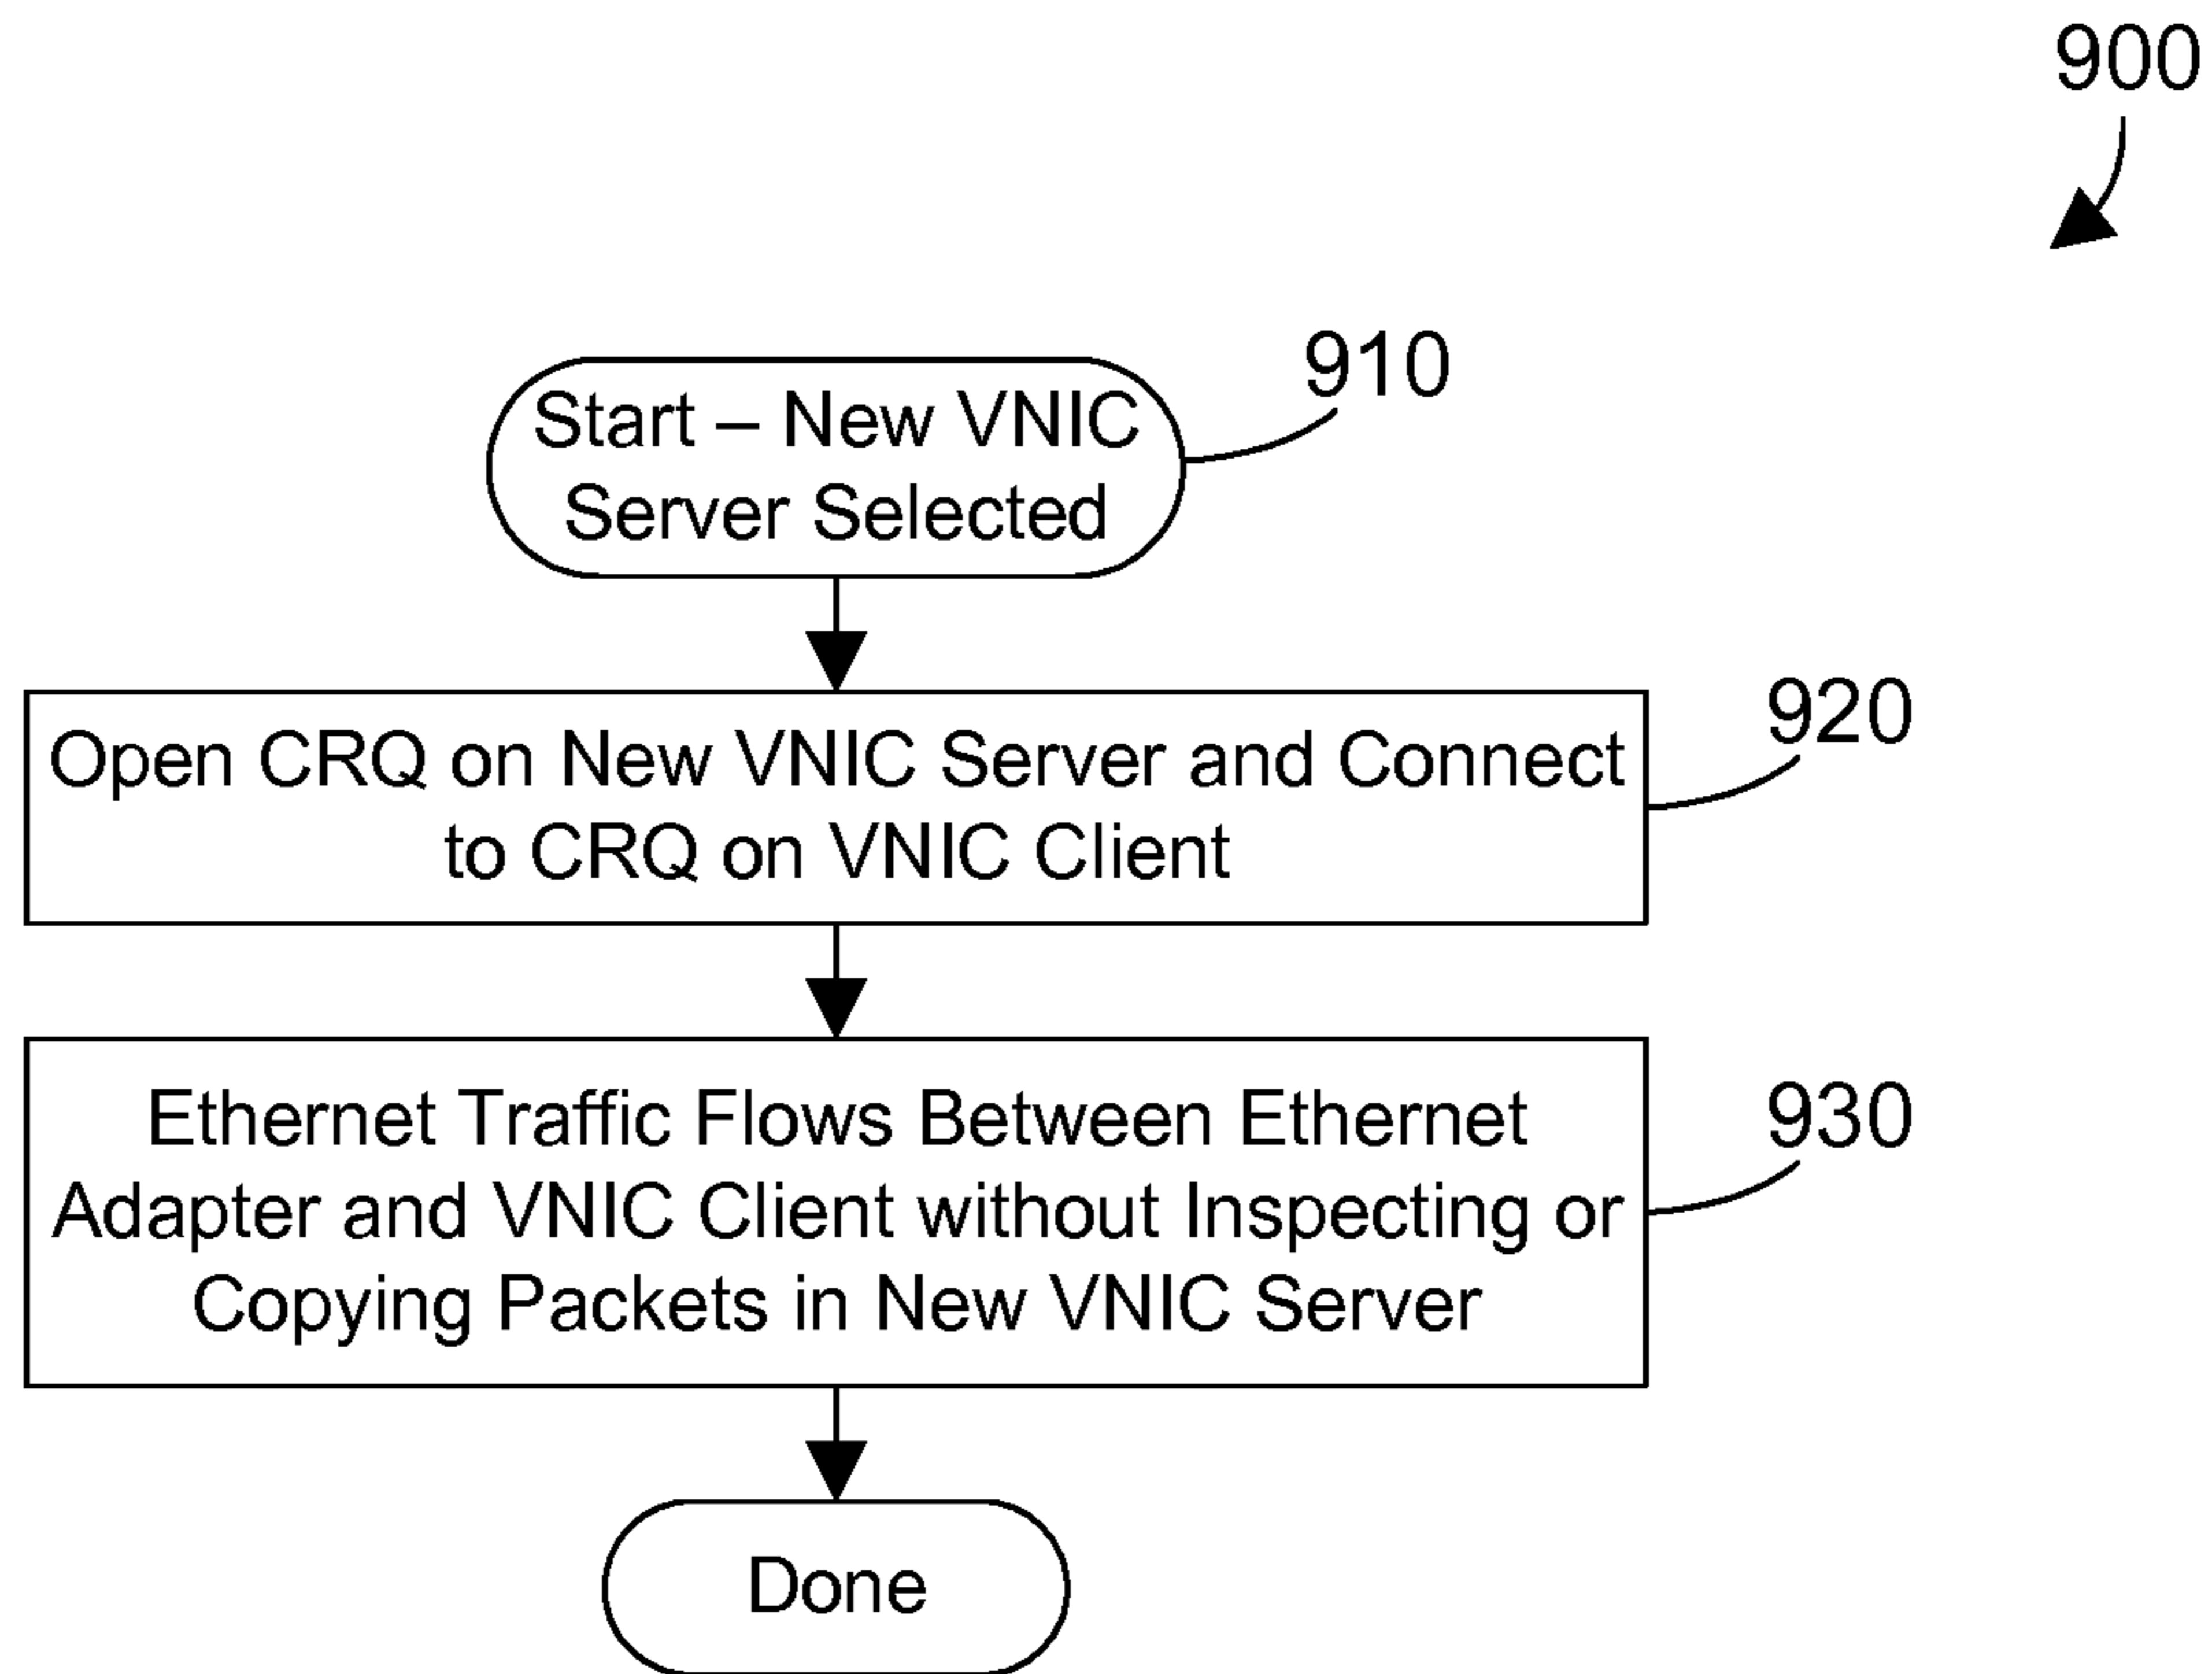 900
910
Start – New VNIC
Server Selected
920
Open CRQ on New VNIC Server and Connect
to CRQ on VNIC Client
930
Ethernet Traffic Flows Between Ethernet
Adapter and VNIC Client without Inspecting or
Copying Packets in New VNIC Server
Done